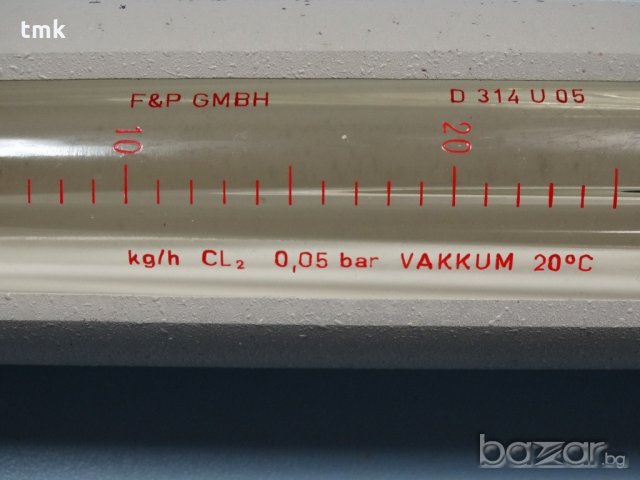 tmk
F&P GMBH D 314 U 05
10 20
kg/h CL₂ 0,05 bar VAKKUM 20°C
bazar.bg